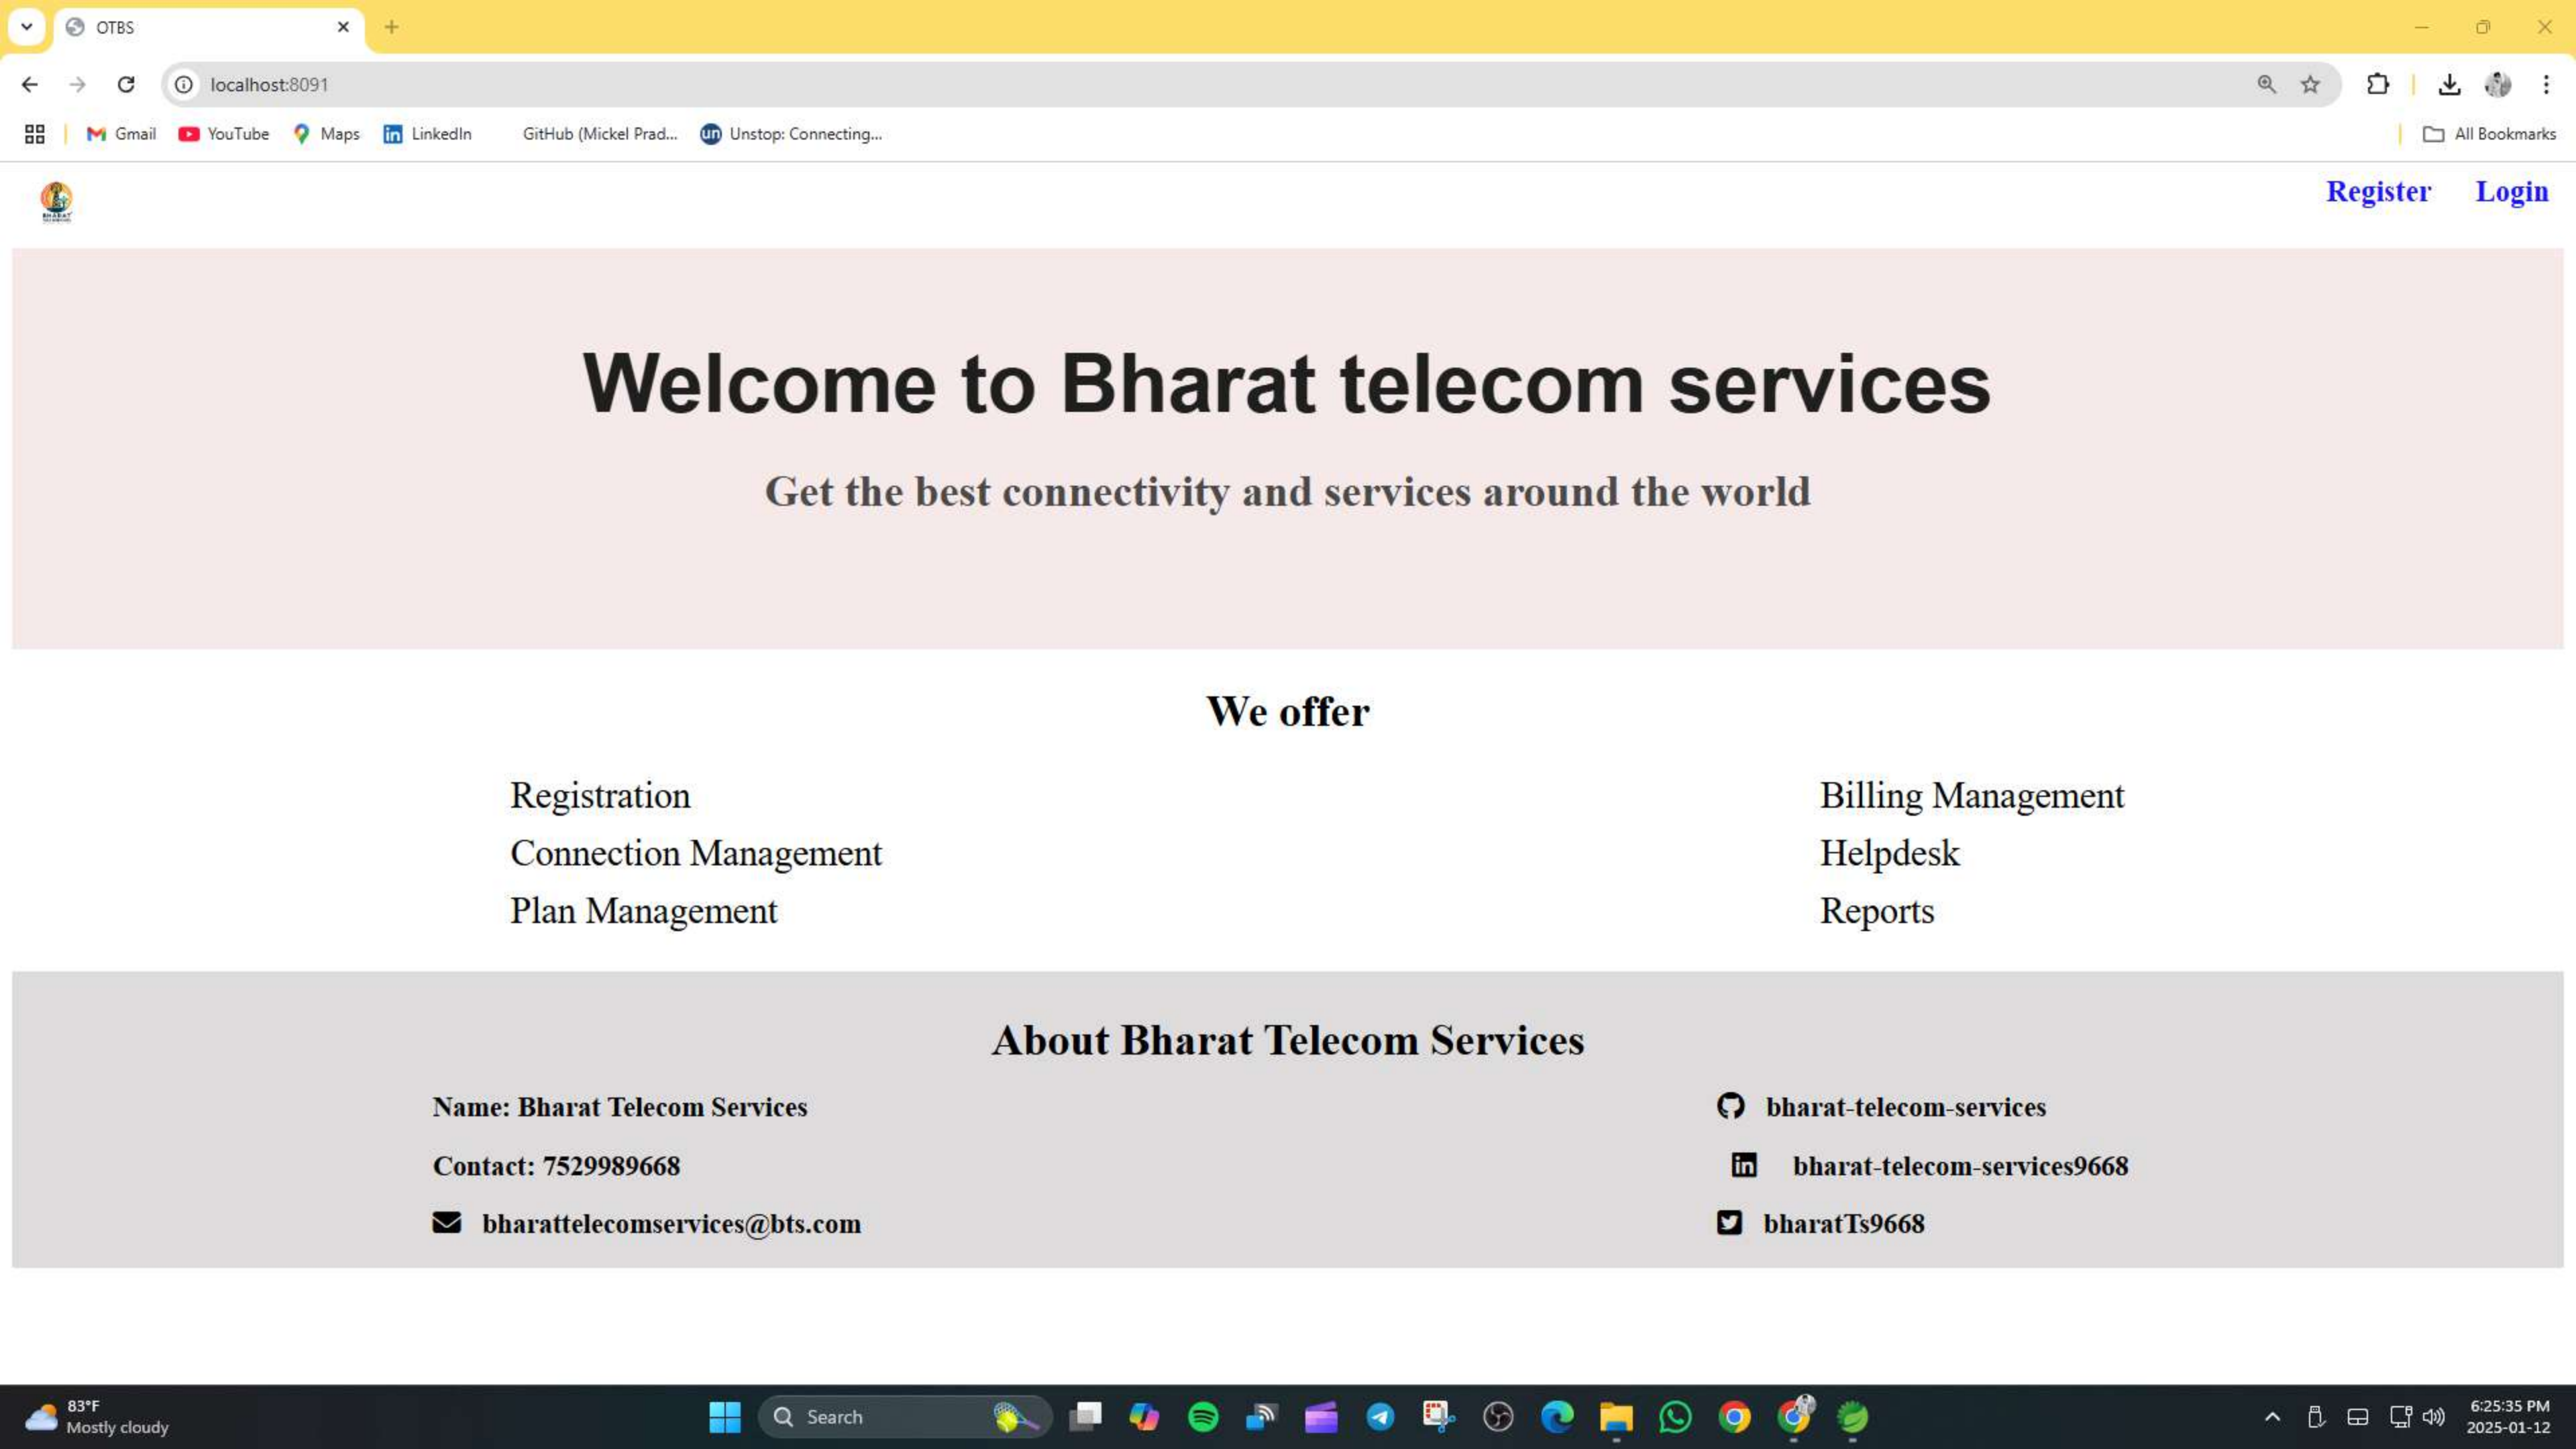 OTBS
localhost:8091
Gmail YouTube Maps LinkedIn GitHub (Mickel Prad... Unstop: Connecting... All Bookmarks
BHARAT
Register Login
Welcome to Bharat telecom services
Get the best connectivity and services around the world
We offer
Registration
Connection Management
Plan Management
Billing Management
Helpdesk
Reports
About Bharat Telecom Services
Name: Bharat Telecom Services
Contact: 7529989668
bharattelecomservices@bts.com
bharat-telecom-services
bharat-telecom-services9668
bharatTs9668
83°F
Mostly cloudy
Search
6:25:35 PM
2025-01-12